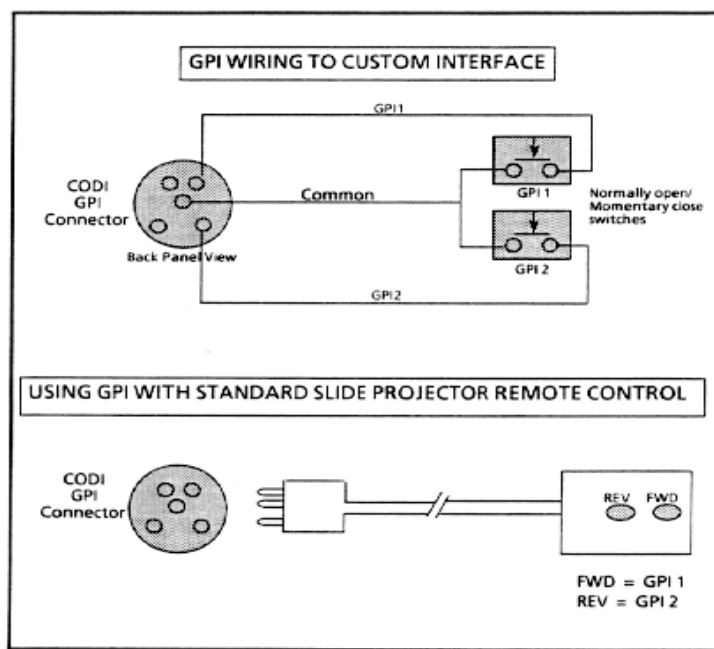 GPI WIRING TO CUSTOM INTERFACE
GPI1
CODI
GPI
Connector
Common
GPI 1
Normally open/
Momentary close
switches
Back Panel View
GPI 2
GPI2
USING GPI WITH STANDARD SLIDE PROJECTOR REMOTE CONTROL
CODI
GPI
Connector
REV FWD
FWD = GPI 1
REV = GPI 2